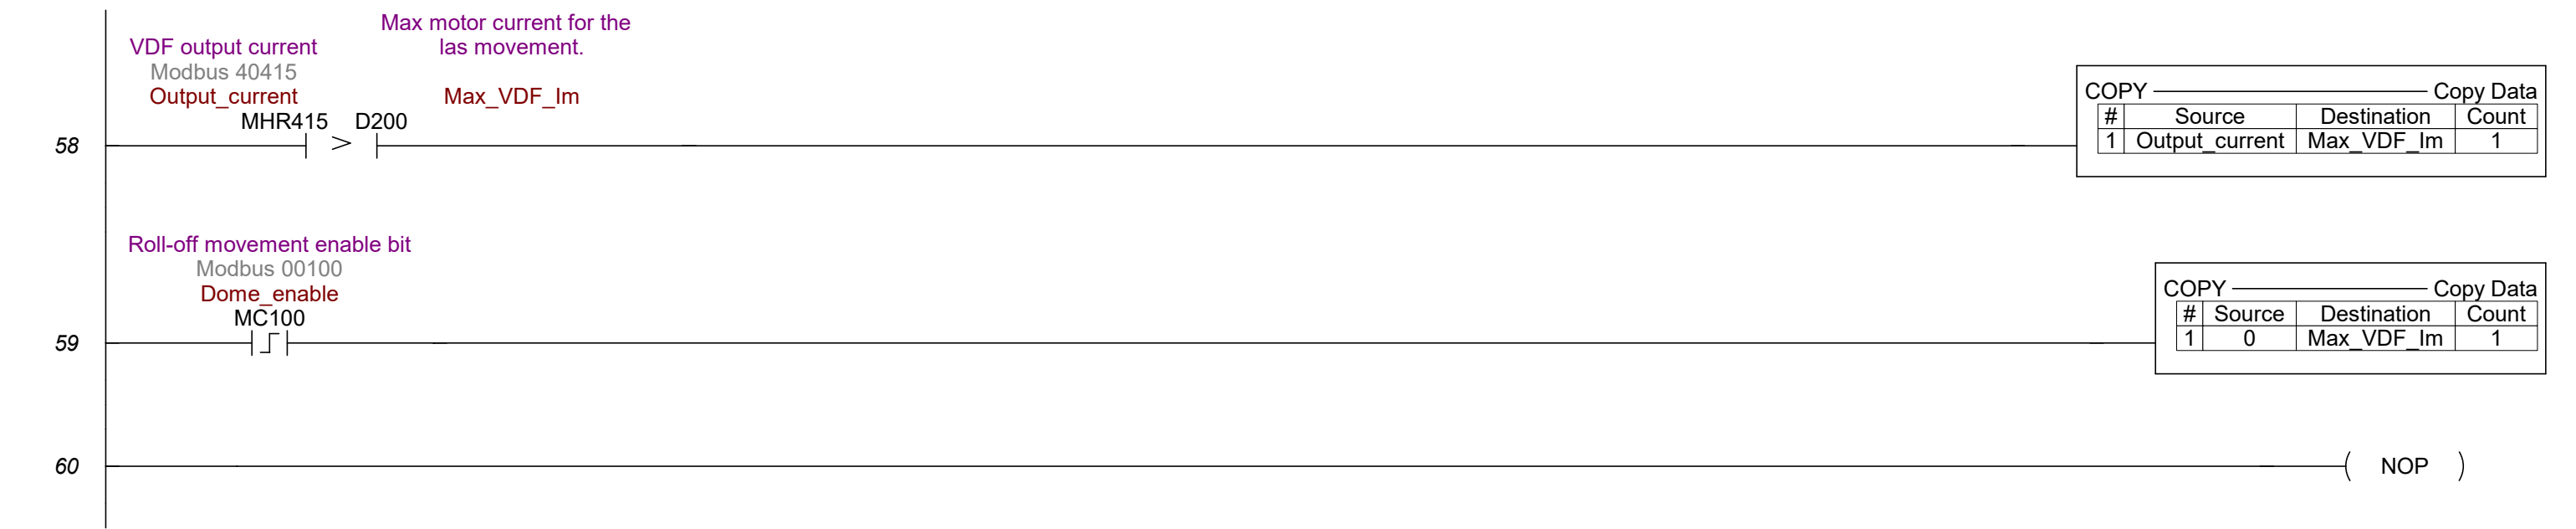 Max motor current for the
VDF output current las movement.
Modbus 40415
Output_current Max_VDF_Im
MHR415 > D200
58
COPY Copy Data
# Source Destination Count
1 Output_current Max_VDF_Im 1
Roll-off movement enable bit
Modbus 00100
Dome_enable
MC100
59
COPY Copy Data
# Source Destination Count
1 0 Max_VDF_Im 1
60 ( NOP )